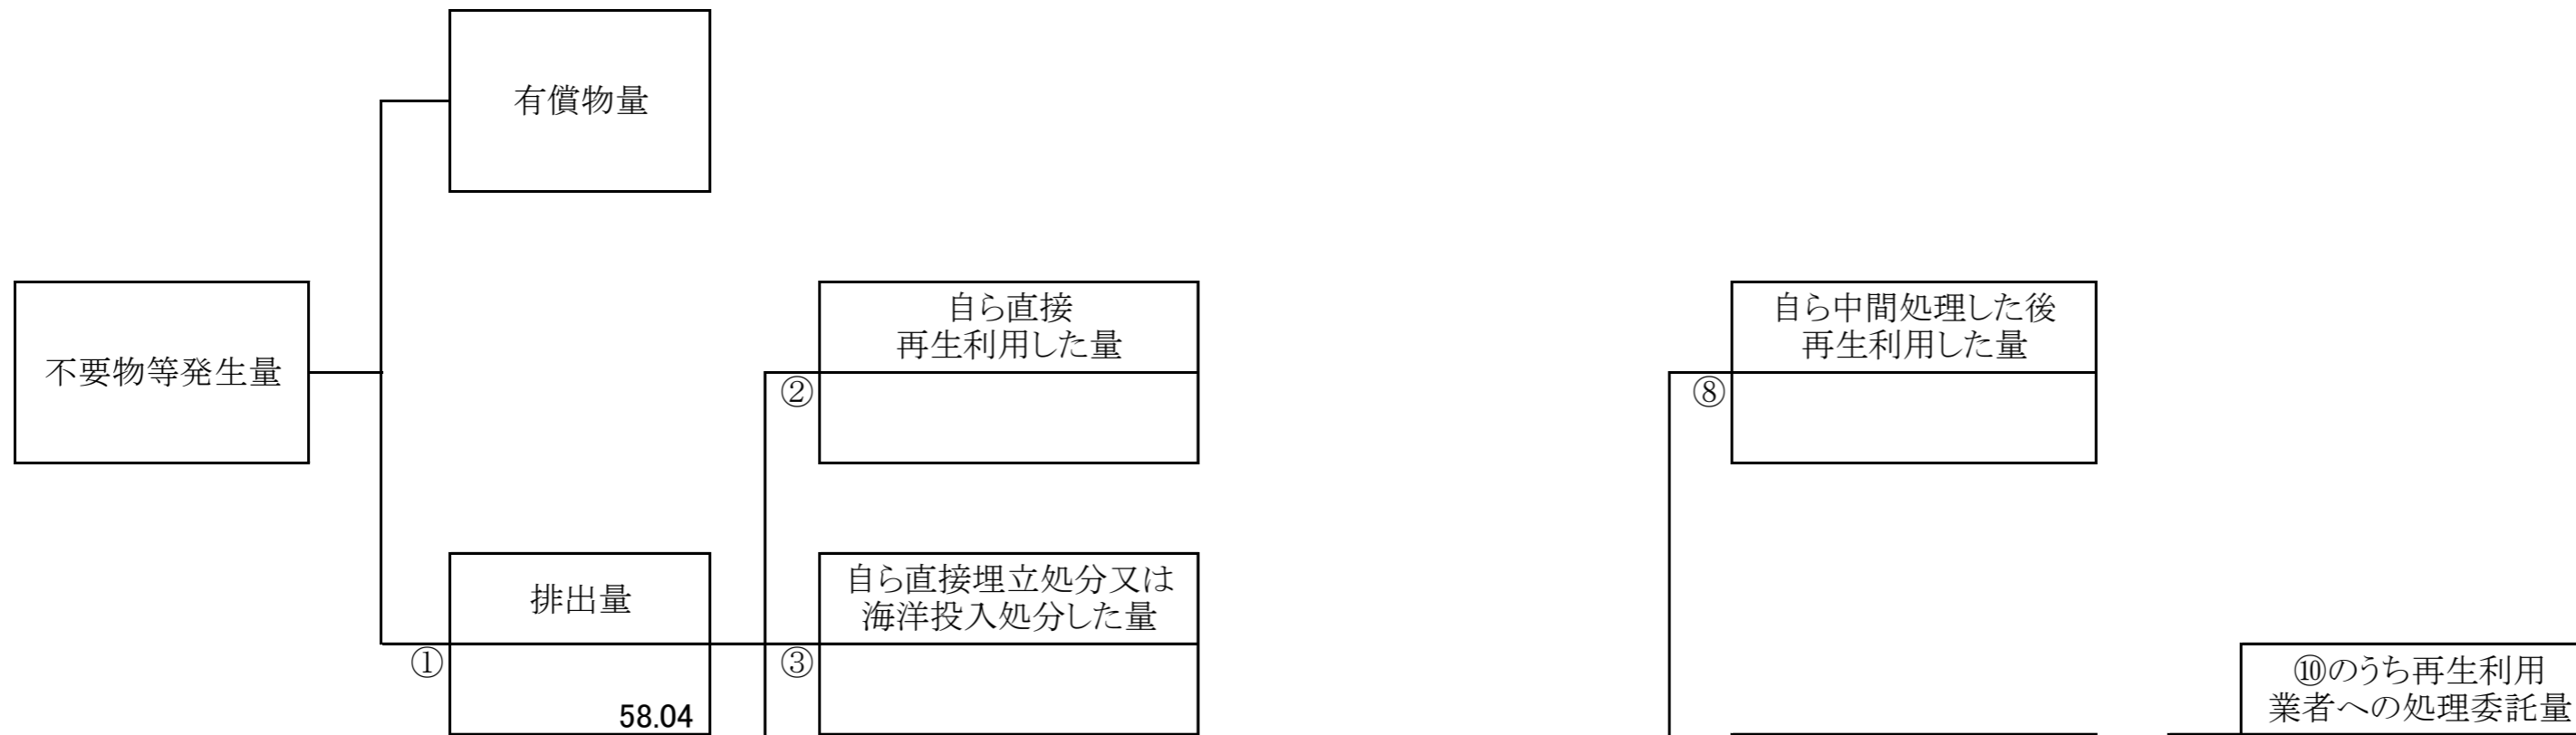 有償物量
不要物等発生量
自ら直接
再生利用した量
②
自ら中間処理した後
再生利用した量
⑧
排出量
①
58.04
自ら直接埋立処分又は
海洋投入処分した量
③
⑩のうち再生利用
業者への処理委託量